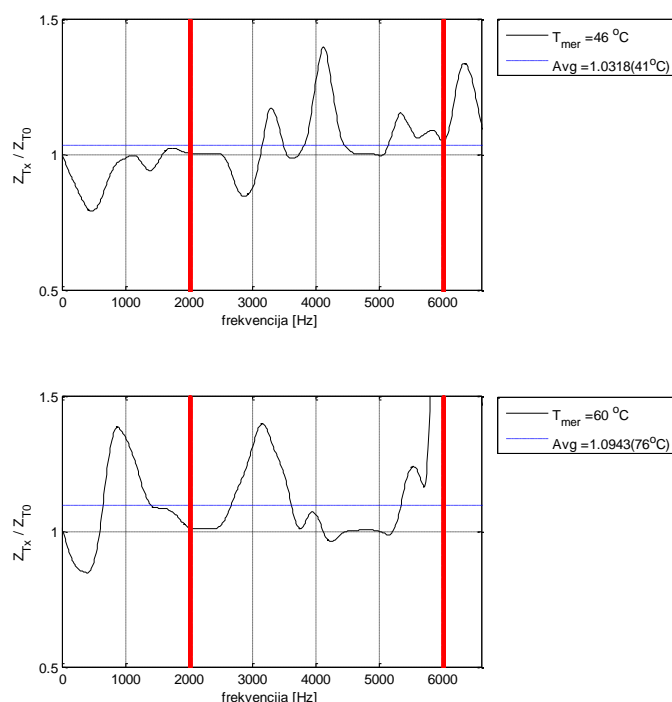 1.5
1
0.5
Z_Tx / Z_T0
0 1000 2000 3000 4000 5000 6000
frekvencija [Hz]
T_mer =46 °C
Avg =1.0318(41°C)
1.5
1
0.5
Z_Tx / Z_T0
0 1000 2000 3000 4000 5000 6000
frekvencija [Hz]
T_mer =60 °C
Avg =1.0943(76°C)